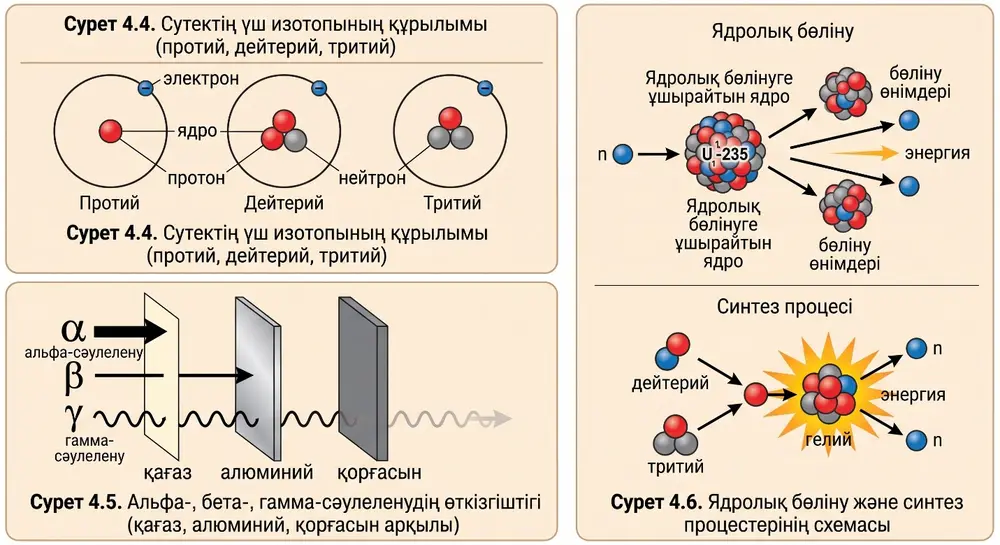 Сурет 4.4. Сутектің үш изотопының құрылымы
(протий, дейтерий, тритий)
электрон
ядро
протон
нейтрон
Протий
Дейтерий
Тритий
Сурет 4.4. Сутектің үш изотопының құрылымы
(протий, дейтерий, тритий)
α
альфа-сәулелену
β
γ
гамма-
сәулелену
қағаз
алюминий
қорғасын
Сурет 4.5. Альфа-, бета-, гамма-сәулеленудің өткізгіштігі
(қағаз, алюминий, қорғасын арқылы)
Ядролық бөліну
Ядролық бөлінуге
ұшырайтын ядро
бөліну
өнімдері
n
U¹₁-235
энергия
Ядролық
бөлінуге
ұшырайтын
ядро
бөліну
өнімдері
Синтез процесі
дейтерий
тритий
гелий
n
энергия
n
Сурет 4.6. Ядролық бөліну және синтез
процестерінің схемасы